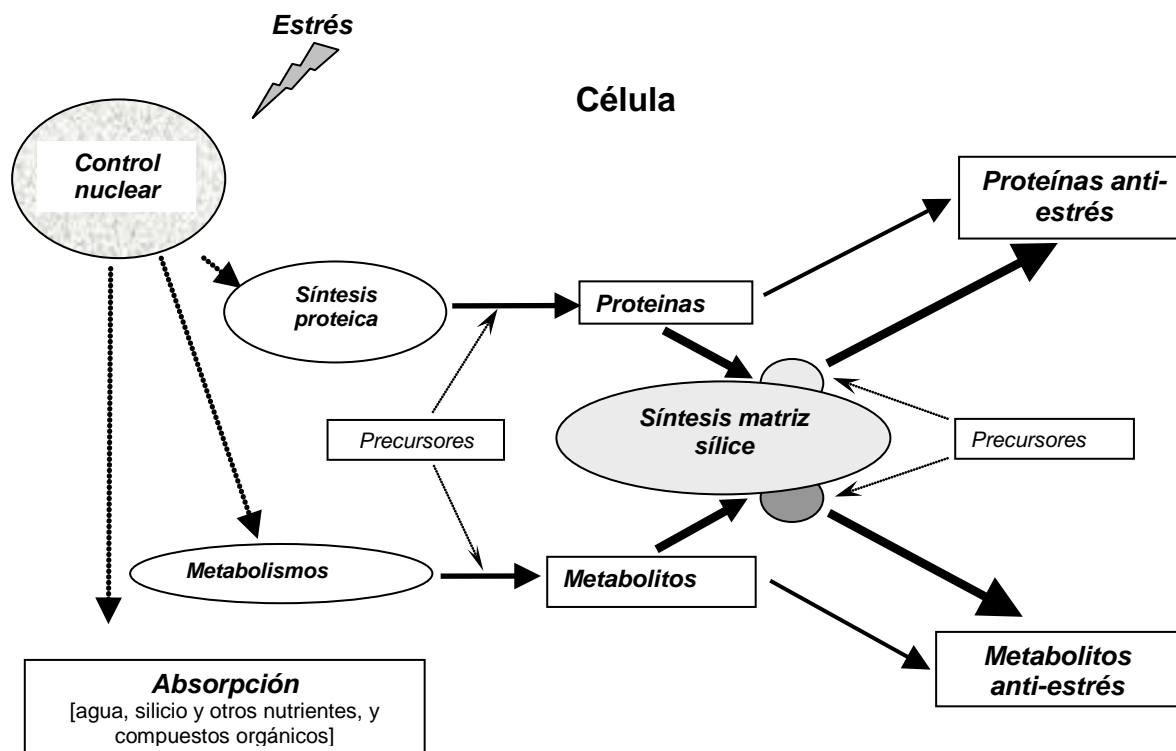 Estrés
Célula
Control
nuclear
Proteínas anti-
estrés
Síntesis
proteica
Proteinas
Precursores
Síntesis matriz
sílice
Precursores
Metabolismos
Metabolitos
Absorpción
[agua, silicio y otros nutrientes, y
compuestos orgánicos]
Metabolitos
anti-estrés